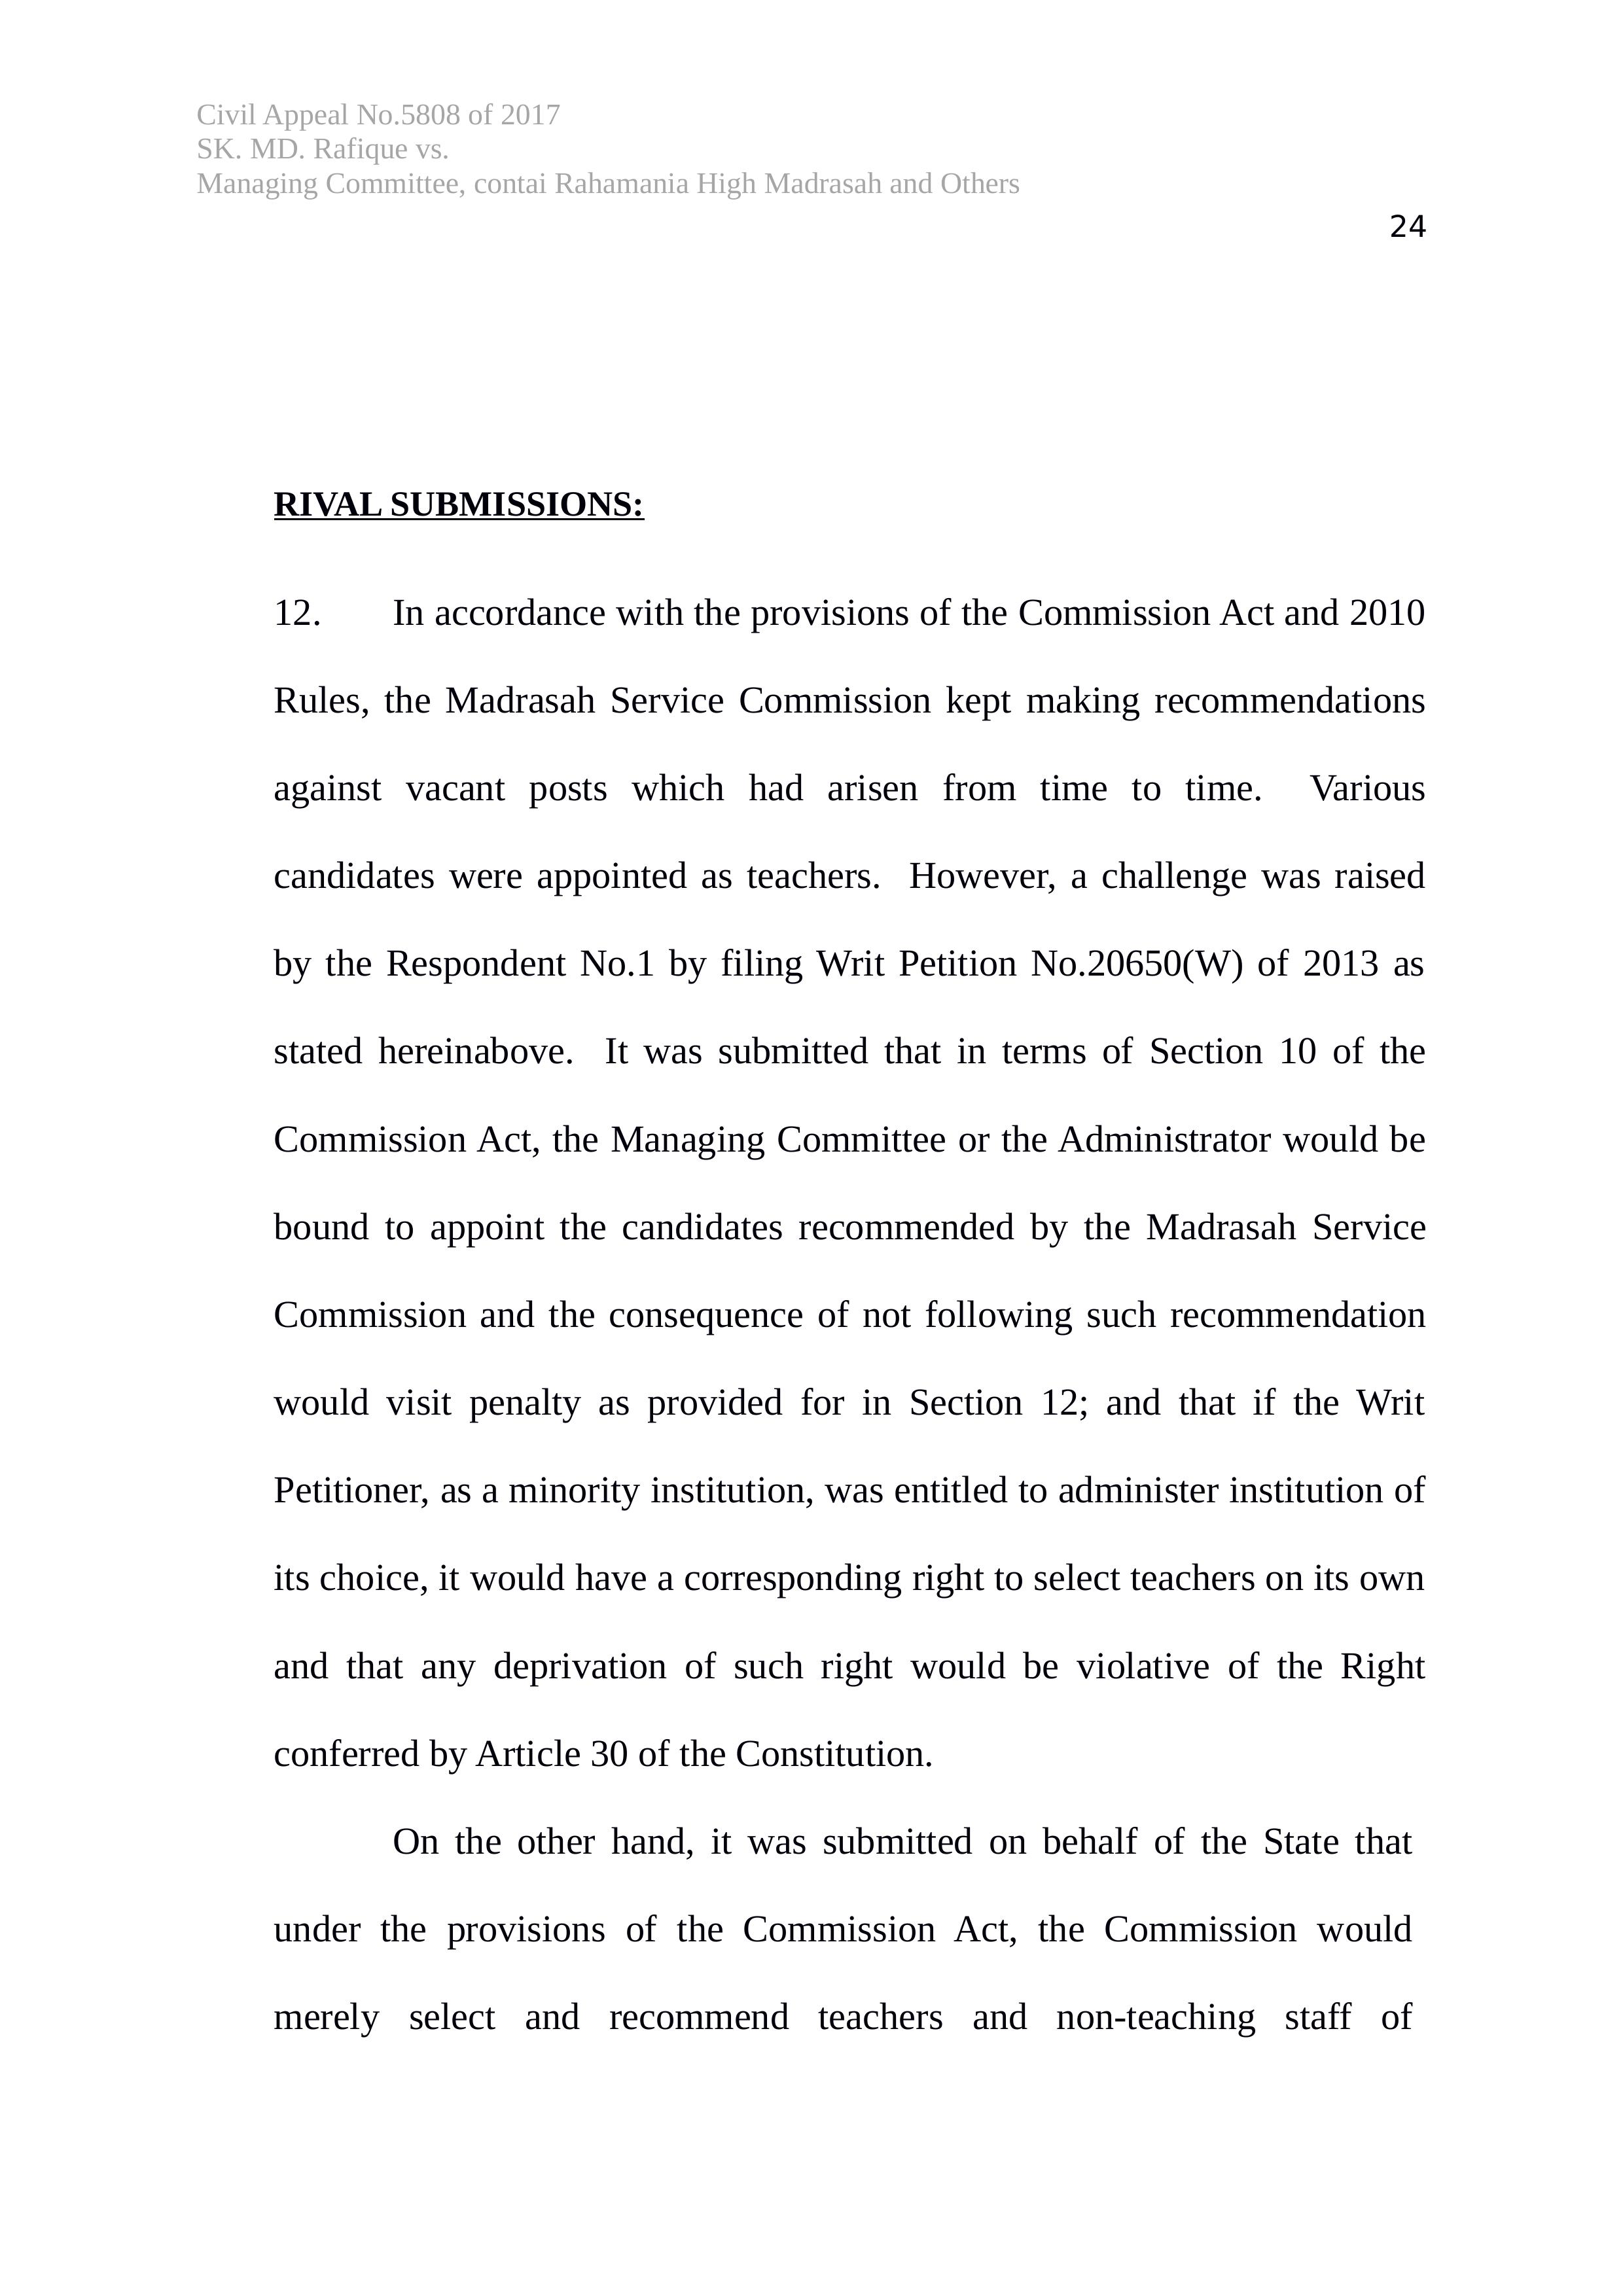 Civil Appeal No.5808 of 2017
SK. MD. Rafique vs.
Managing Committee, contai Rahamania High Madrasah and Others
24
RIVAL SUBMISSIONS:
12. In accordance with the provisions of the Commission Act and 2010
Rules, the Madrasah Service Commission kept making recommendations
against vacant posts which had arisen from time to time. Various
candidates were appointed as teachers. However, a challenge was raised
by the Respondent No.1 by filing Writ Petition No.20650(W) of 2013 as
stated hereinabove. It was submitted that in terms of Section 10 of the
Commission Act, the Managing Committee or the Administrator would be
bound to appoint the candidates recommended by the Madrasah Service
Commission and the consequence of not following such recommendation
would visit penalty as provided for in Section 12; and that if the Writ
Petitioner, as a minority institution, was entitled to administer institution of
its choice, it would have a corresponding right to select teachers on its own
and that any deprivation of such right would be violative of the Right
conferred by Article 30 of the Constitution.
On the other hand, it was submitted on behalf of the State that
under the provisions of the Commission Act, the Commission would
merely select and recommend teachers and non-teaching staff of